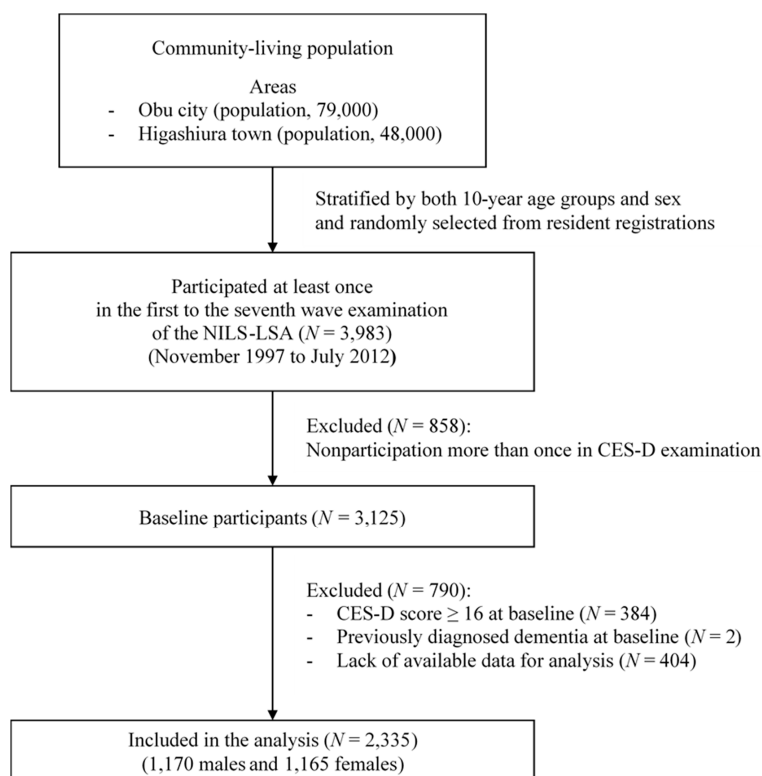 Community-living population
Areas
- Obu city (population, 79,000)
- Higashiura town (population, 48,000)
Stratified by both 10-year age groups and sex
and randomly selected from resident registrations
Participated at least once
in the first to the seventh wave examination
of the NILS-LSA (N = 3,983)
(November 1997 to July 2012)
Excluded (N = 858):
Nonparticipation more than once in CES-D examination
Baseline participants (N = 3,125)
Excluded (N = 790):
- CES-D score ≥ 16 at baseline (N = 384)
- Previously diagnosed dementia at baseline (N = 2)
- Lack of available data for analysis (N = 404)
Included in the analysis (N = 2,335)
(1,170 males and 1,165 females)